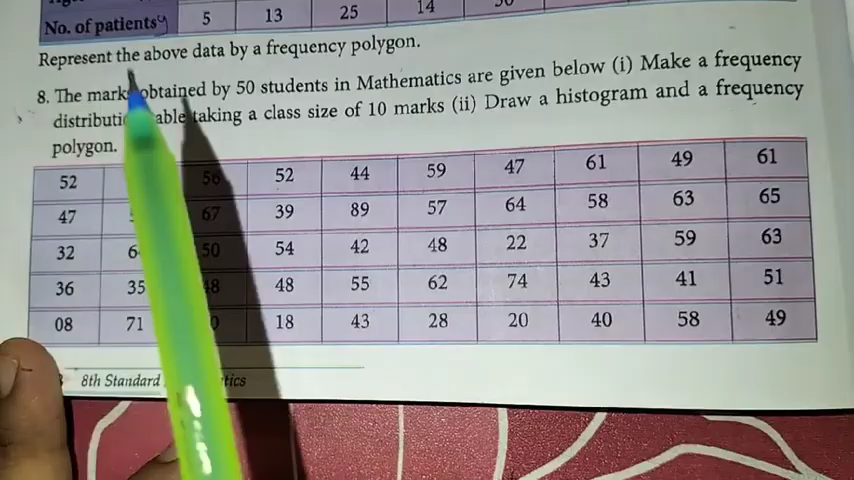 No. of patients 5 13 25 14
Represent the above data by a frequency polygon.
8. The marks obtained by 50 students in Mathematics are given below (i) Make a frequency
taking a class size of 10 marks (ii) Draw a histogram and a frequency
polygon.
52 56 52 44 59 47 61 49 61
47 67 39 89 57 64 58 63 65
32 50 54 42 48 22 37 59 63
36 35 48 55 62 74 43 41 51
08 71 18 43 28 20 40 58 49
8th Standard